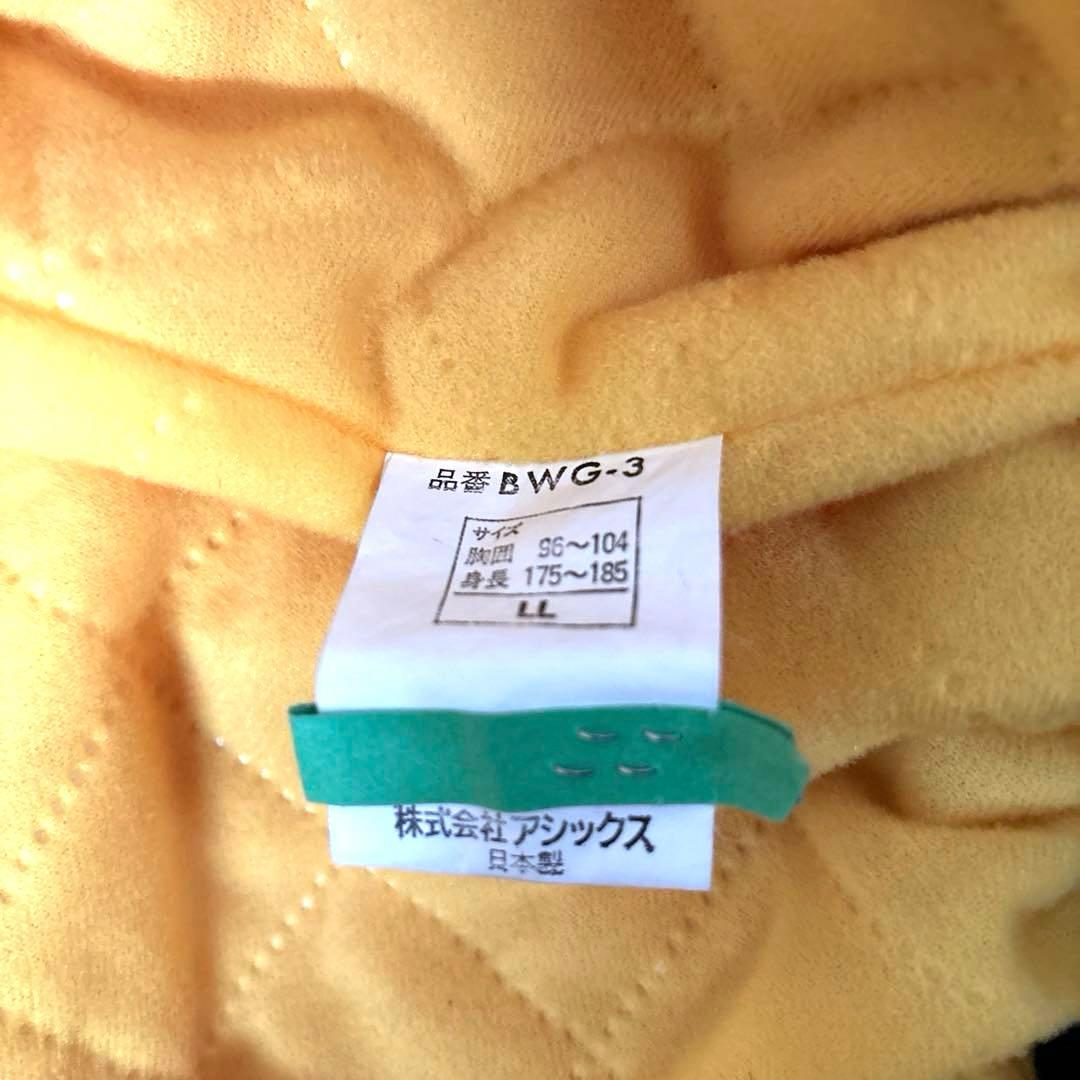 品番 BWG-3
サイズ
胸囲 96〜104
身長 175〜185
LL
株式会社アシックス
日本製